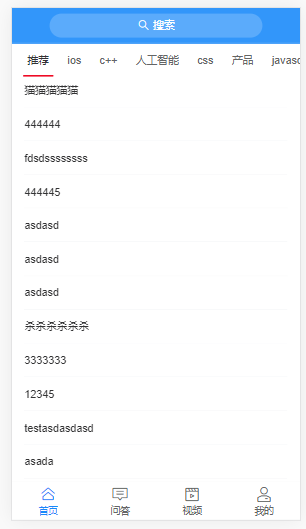 搜索
推荐 ios c++ 人工智能 css 产品 javasc
猫猫猫猫猫
444444
fdsdssssssss
444445
asdasd
asdasd
asdasd
杀杀杀杀杀杀
3333333
12345
testasdasdasd
asada
首页 问答 视频 我的